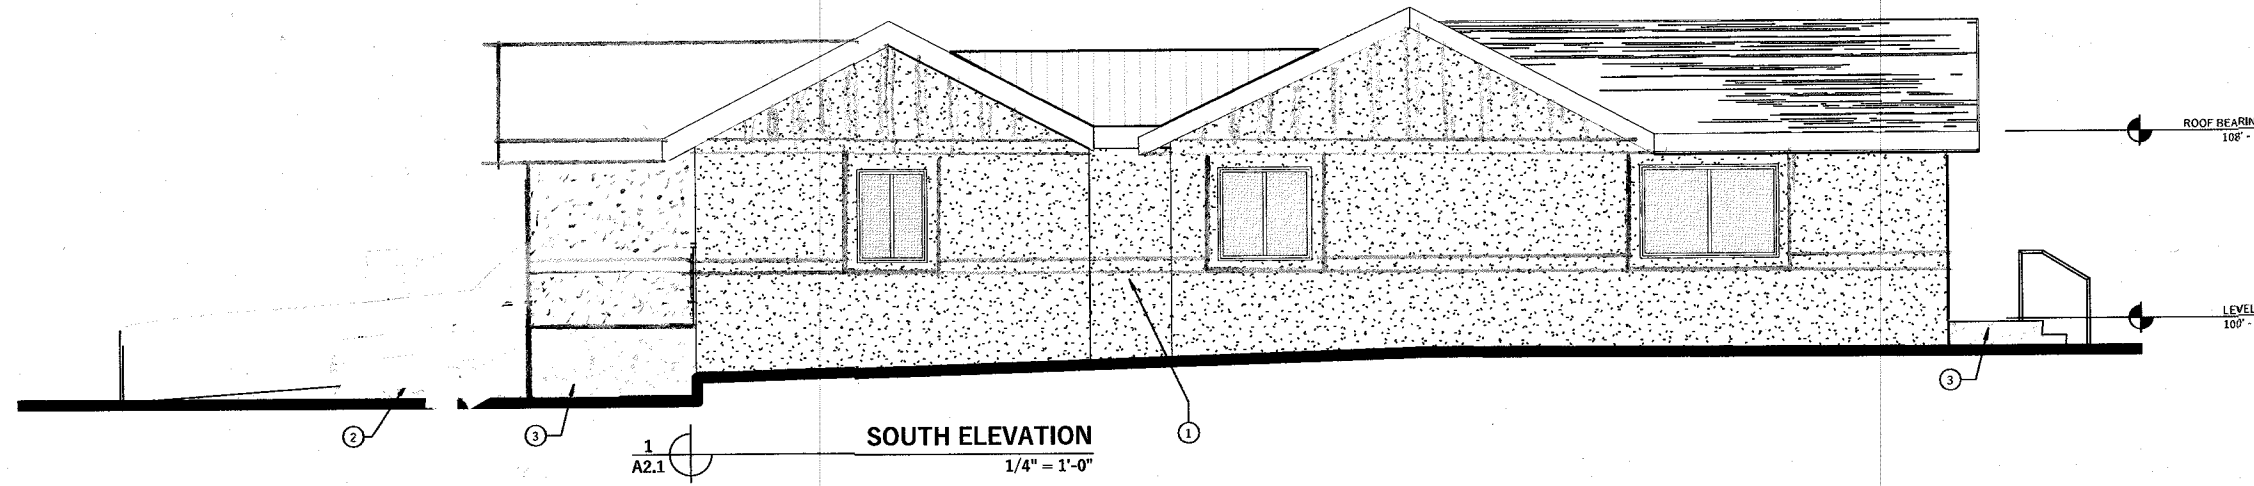 ROOF BEARIN
108' -
LEVEL
100' -
3
2
3
1
1
A2.1
SOUTH ELEVATION
1/4" = 1'-0"